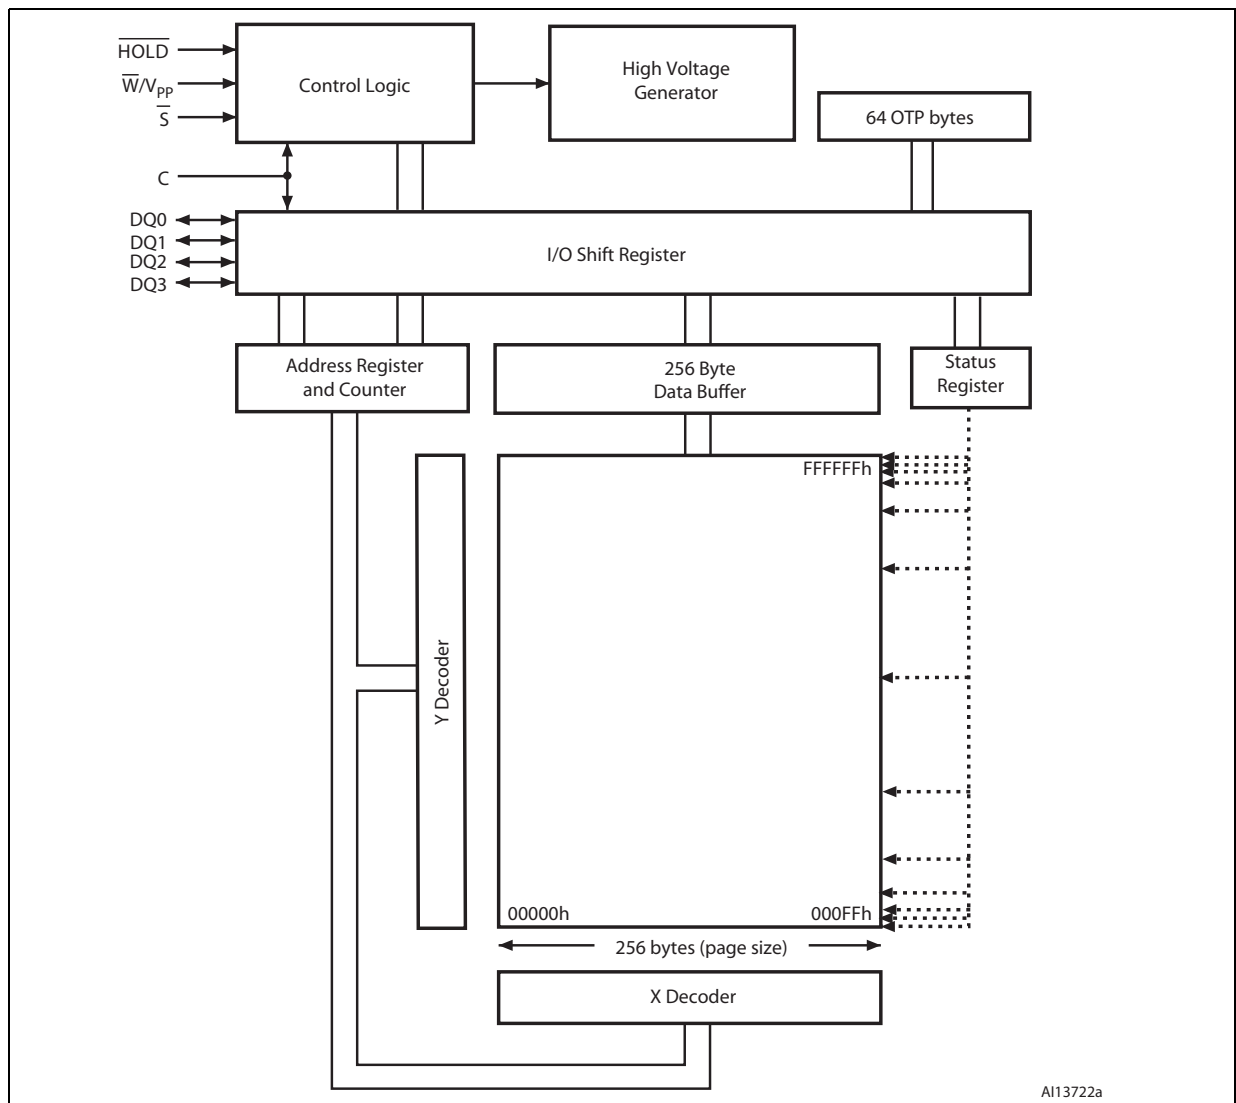 HOLD
W/VPP
S
Control Logic
High Voltage
Generator
64 OTP bytes
C
DQ0
DQ1
DQ2
DQ3
I/O Shift Register
Address Register
and Counter
256 Byte
Data Buffer
Status
Register
FFFFFFh
Y Decoder
00000h
000FFh
256 bytes (page size)
X Decoder
AI13722a